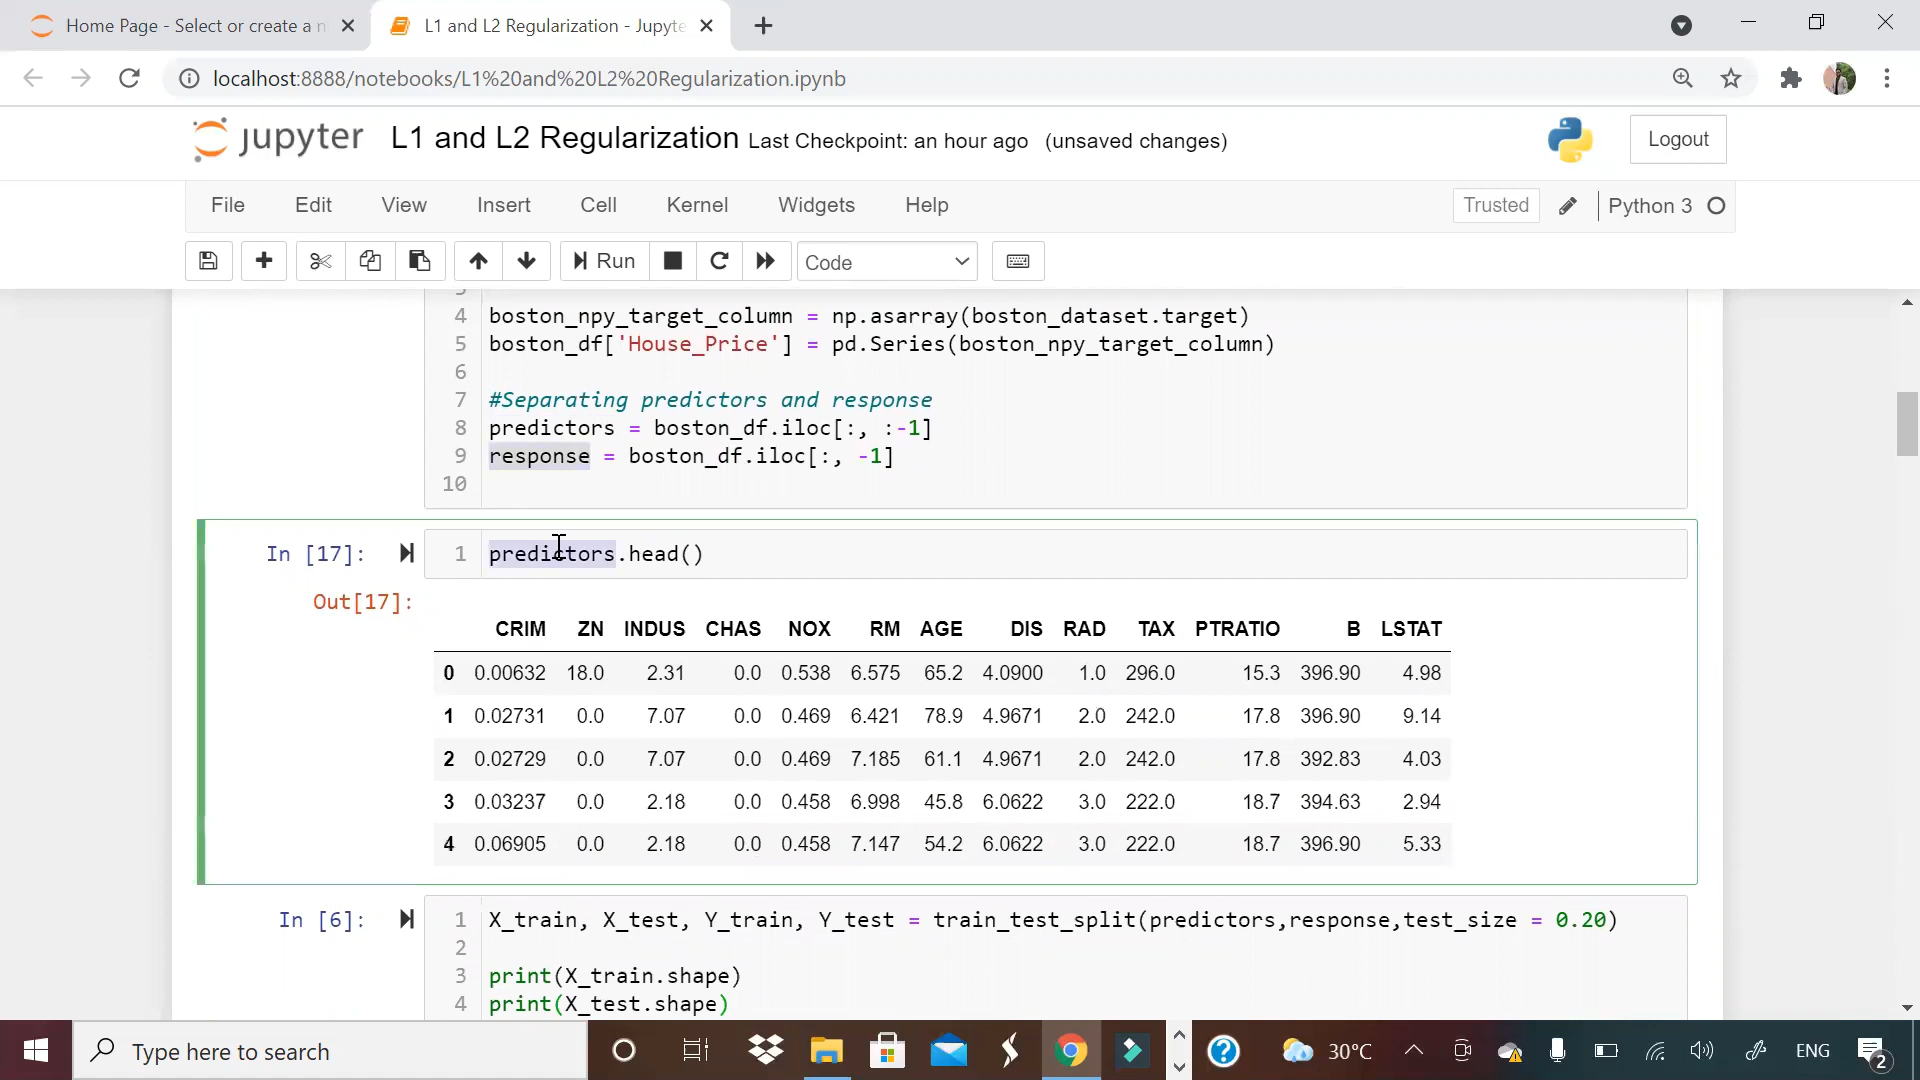 Home Page - Select or create a n
L1 and L2 Regularization - Jupyte
localhost:8888/notebooks/L1%20and%20L2%20Regularization.ipynb
jupyter L1 and L2 Regularization Last Checkpoint: an hour ago (unsaved changes) Logout
File Edit View Insert Cell Kernel Widgets Help Trusted Python 3
Run Code
4 boston_npy_target_column = np.asarray(boston_dataset.target)
5 boston_df['House_Price'] = pd.Series(boston_npy_target_column)
6
7 #Separating predictors and response
8 predictors = boston_df.iloc[:, :-1]
9 response = boston_df.iloc[:, -1]
10
In [17]: 1 predictors.head()
Out[17]:
CRIM ZN INDUS CHAS NOX RM AGE DIS RAD TAX PTRATIO B LSTAT
0 0.00632 18.0 2.31 0.0 0.538 6.575 65.2 4.0900 1.0 296.0 15.3 396.90 4.98
1 0.02731 0.0 7.07 0.0 0.469 6.421 78.9 4.9671 2.0 242.0 17.8 396.90 9.14
2 0.02729 0.0 7.07 0.0 0.469 7.185 61.1 4.9671 2.0 242.0 17.8 392.83 4.03
3 0.03237 0.0 2.18 0.0 0.458 6.998 45.8 6.0622 3.0 222.0 18.7 394.63 2.94
4 0.06905 0.0 2.18 0.0 0.458 7.147 54.2 6.0622 3.0 222.0 18.7 396.90 5.33
In [6]: 1 X_train, X_test, Y_train, Y_test = train_test_split(predictors,response,test_size = 0.20)
2
3 print(X_train.shape)
4 print(X_test.shape)
Type here to search 30°C ENG 2